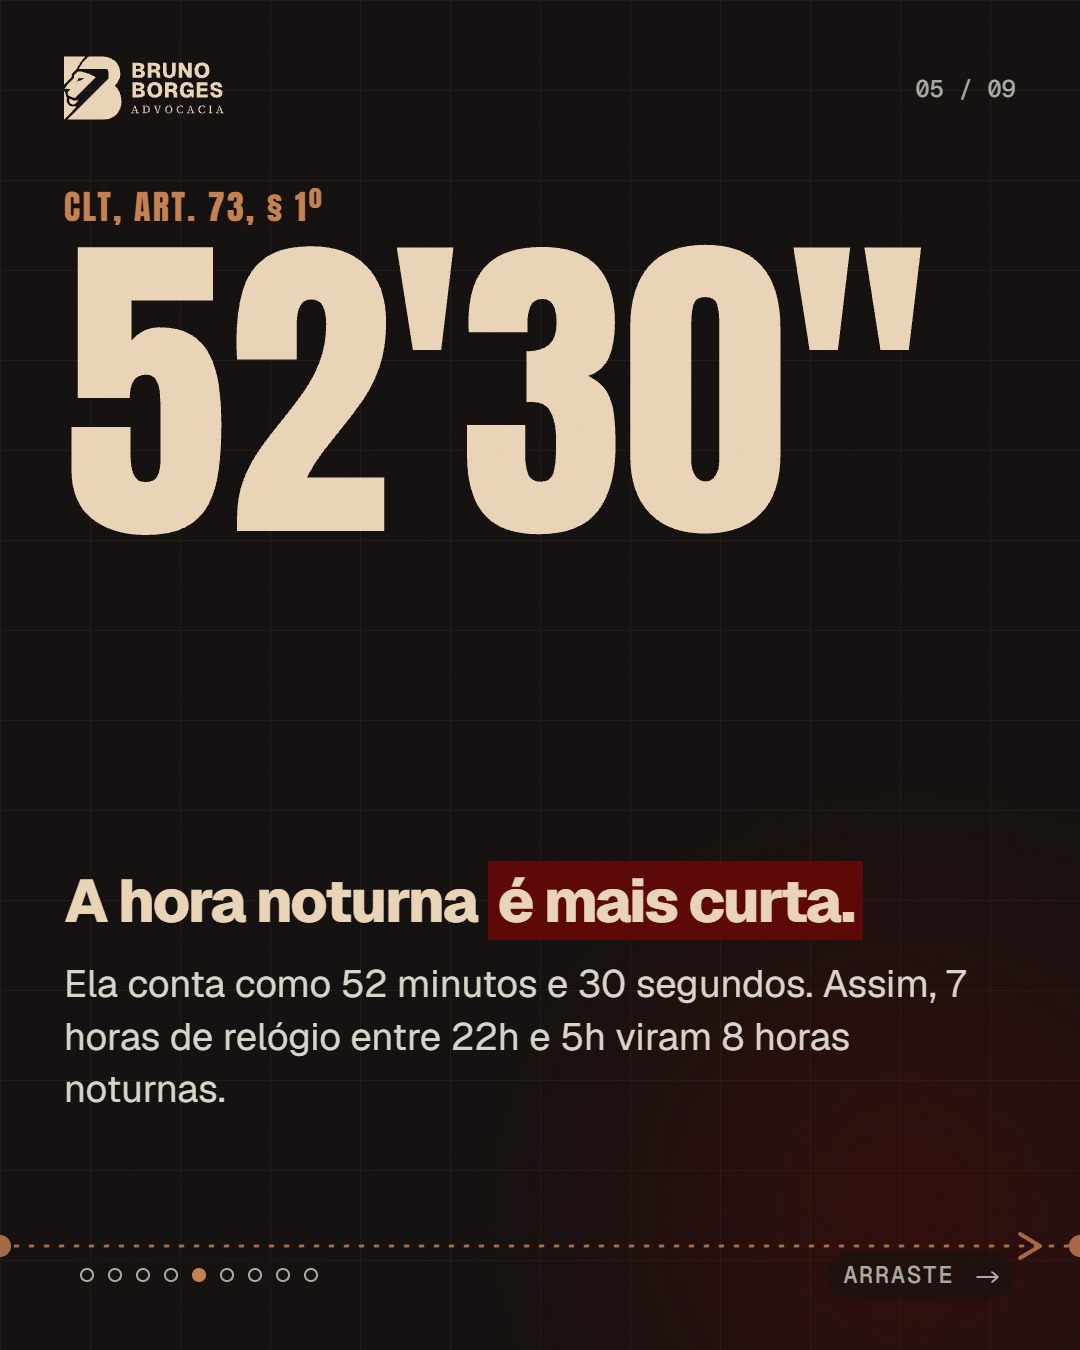 BRUNO
BORGES
ADVOCACIA
05 / 09
CLT, ART. 73, § 1º
52'30"
A hora noturna é mais curta.
Ela conta como 52 minutos e 30 segundos. Assim, 7
horas de relógio entre 22h e 5h viram 8 horas
noturnas.
ARRASTE →